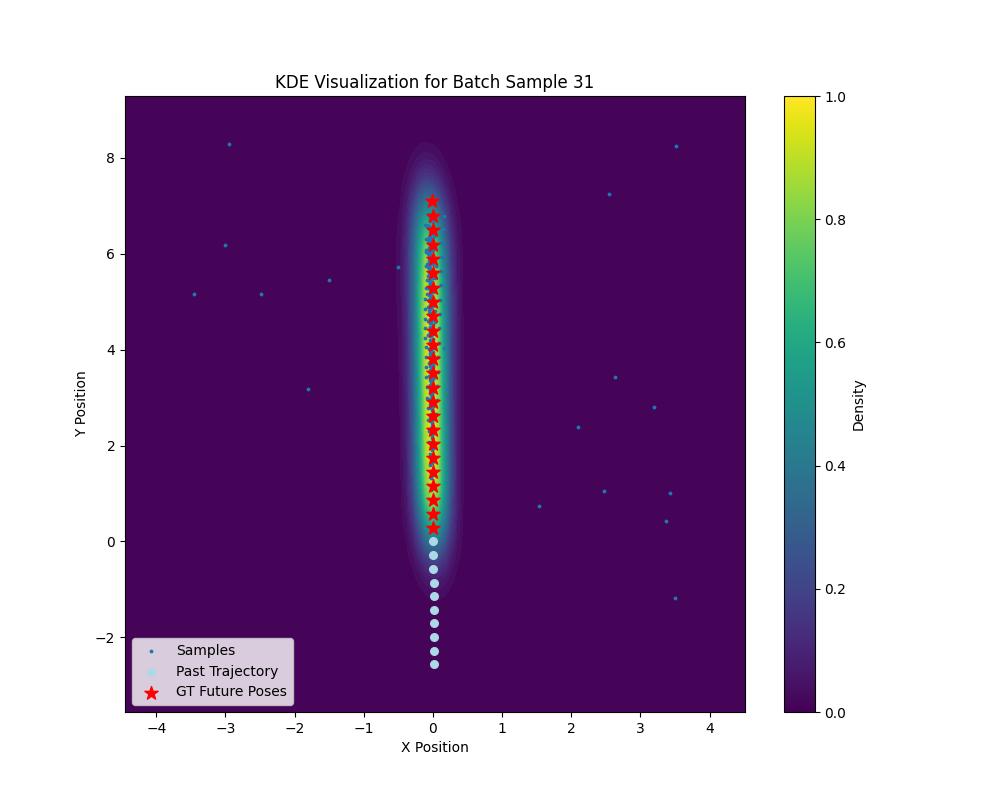 KDE Visualization for Batch Sample 31
1.0
0.8
0.6
0.4
0.2
0.0
Density
8
6
4
2
0
−2
Y Position
Samples
Past Trajectory
GT Future Poses
−4 −3 −2 −1 0 1 2 3 4
X Position